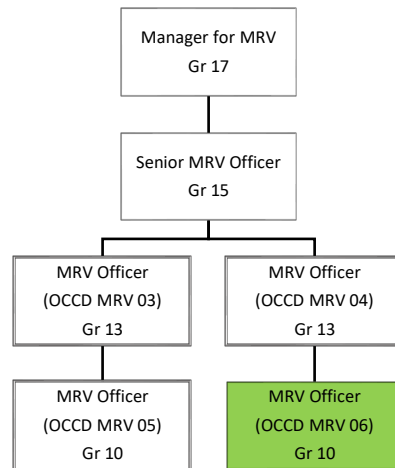 Manager for MRV
Gr 17
Senior MRV Officer
Gr 15
MRV Officer
(OCCD MRV 03)
Gr 13
MRV Officer
(OCCD MRV 04)
Gr 13
MRV Officer
(OCCD MRV 05)
Gr 10
MRV Officer
(OCCD MRV 06)
Gr 10